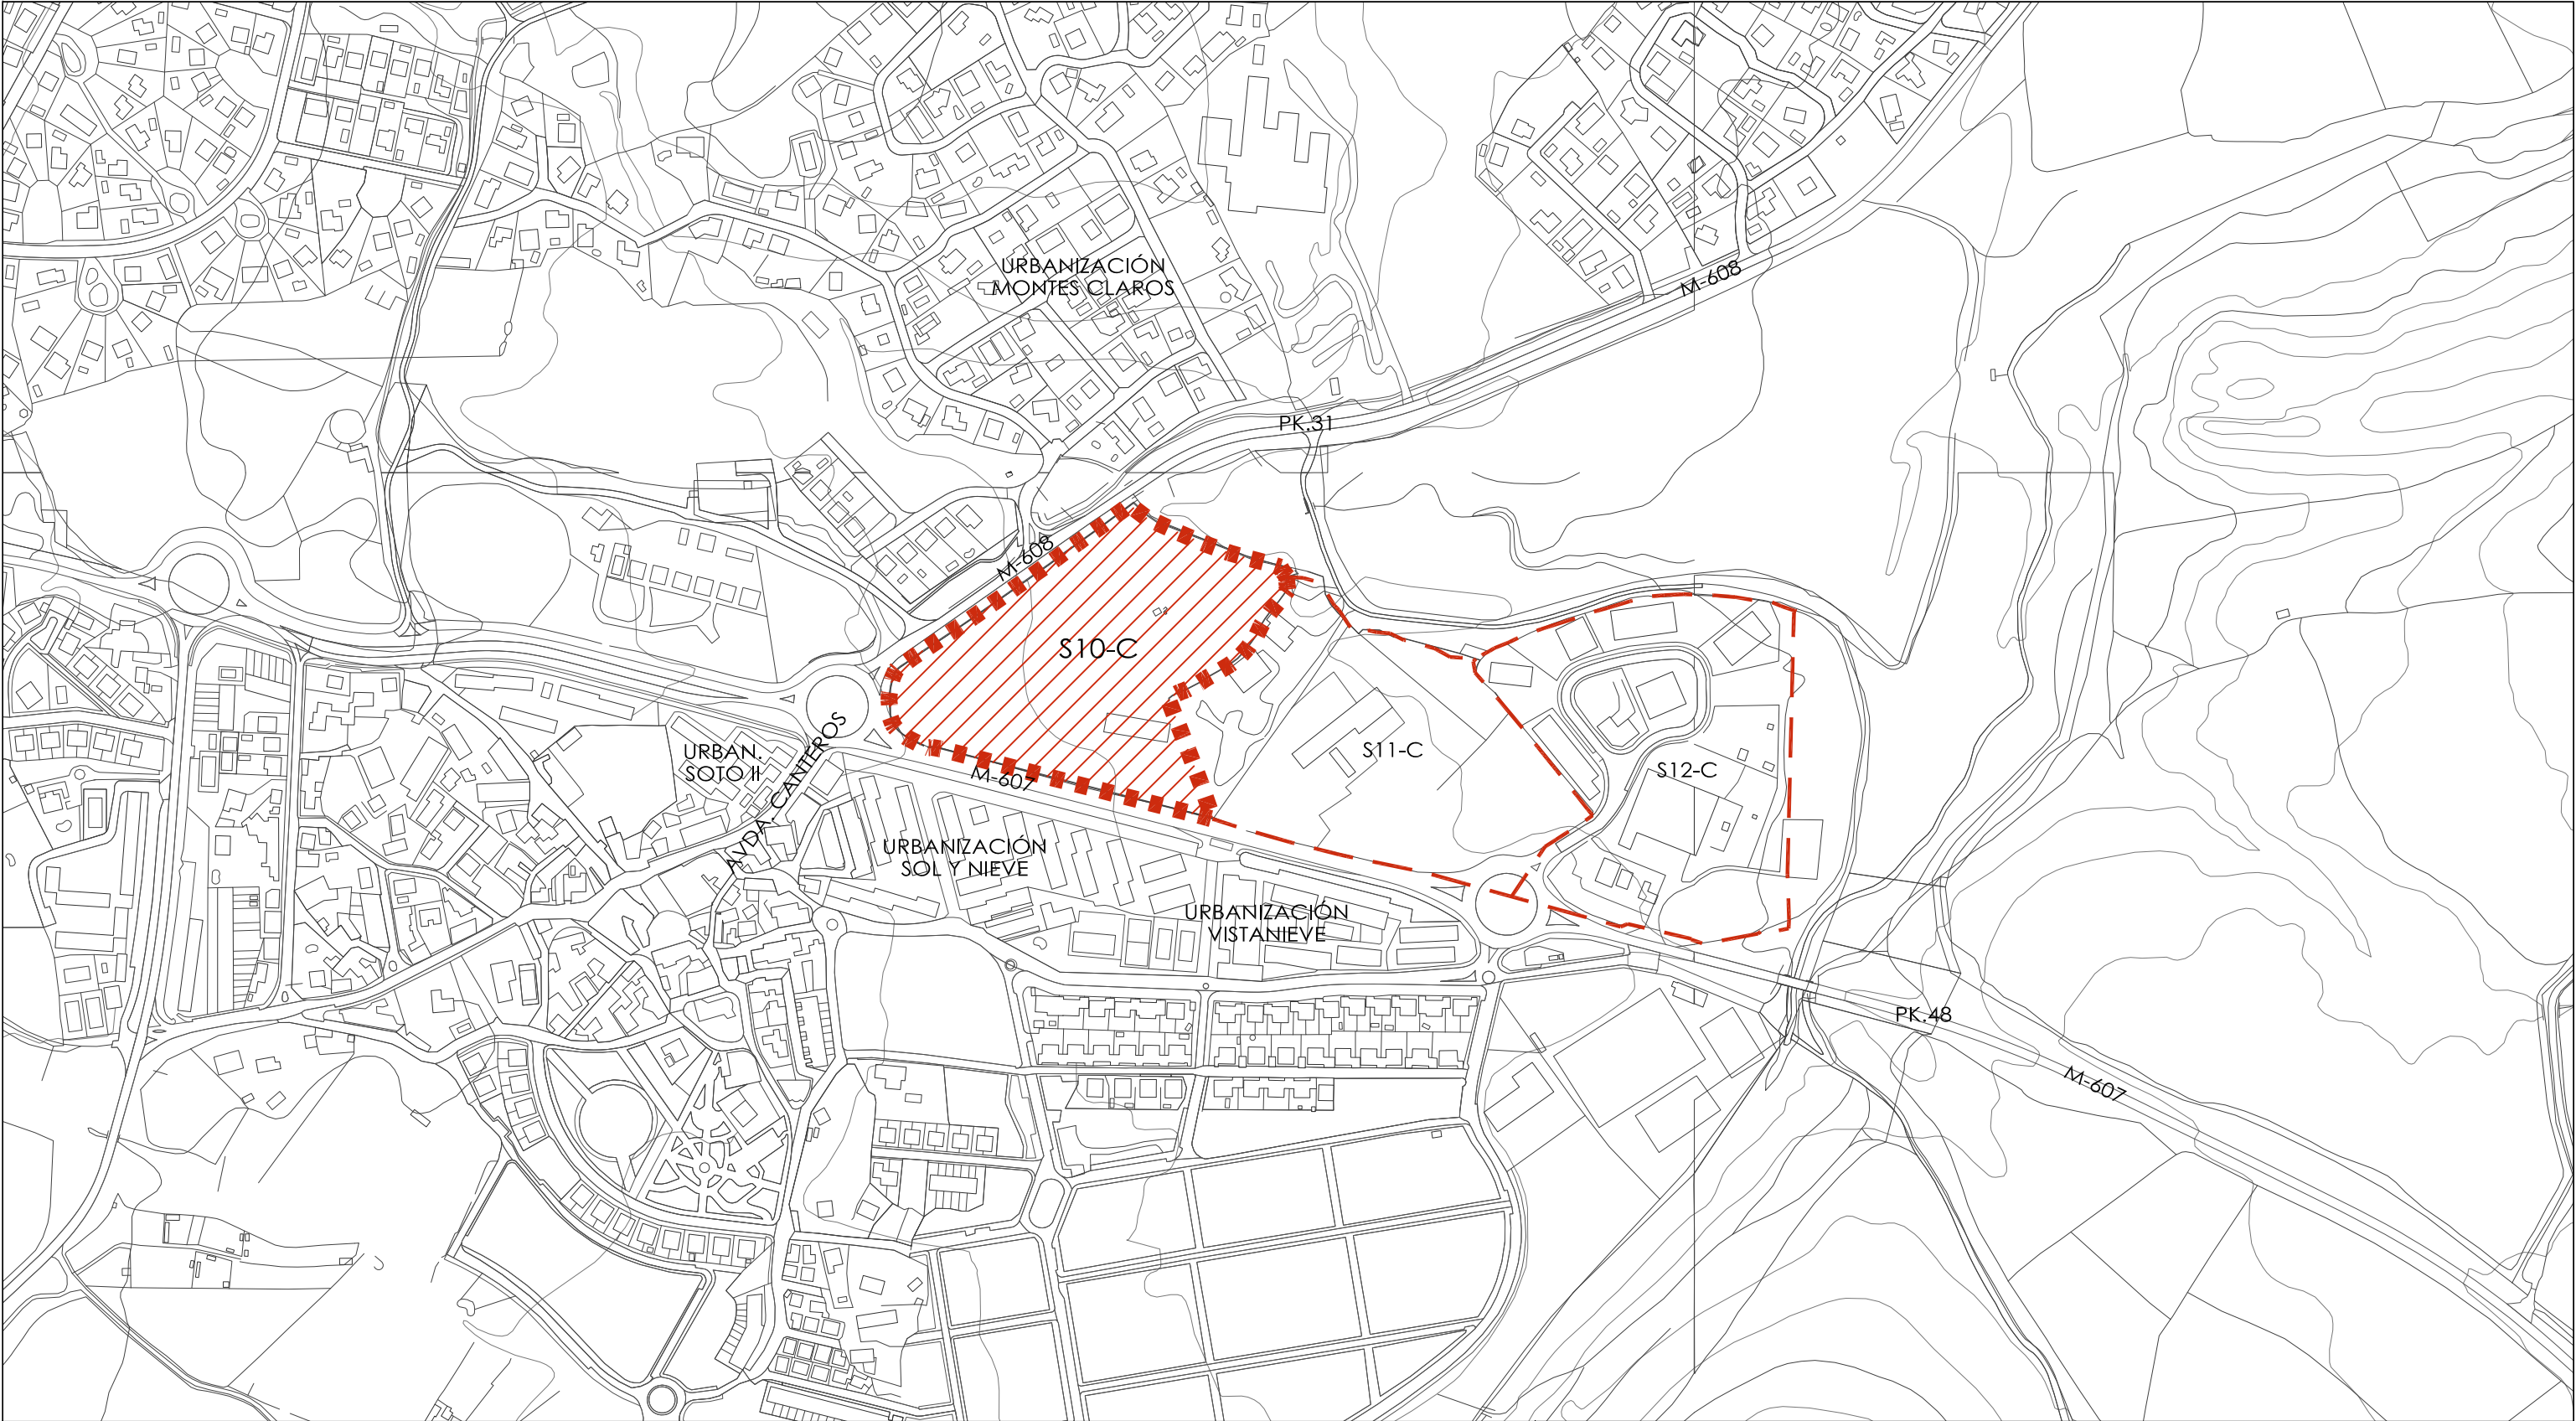 URBANIZACIÓN
MONTES CLAROS
M-608
PK.31
M-608
S10-C
URBAN.
SOTO II
AVDA. CANTEROS
M-607
S11-C
S12-C
URBANIZACIÓN
SOL Y NIEVE
URBANIZACIÓN
VISTANIEVE
PK.48
M-607